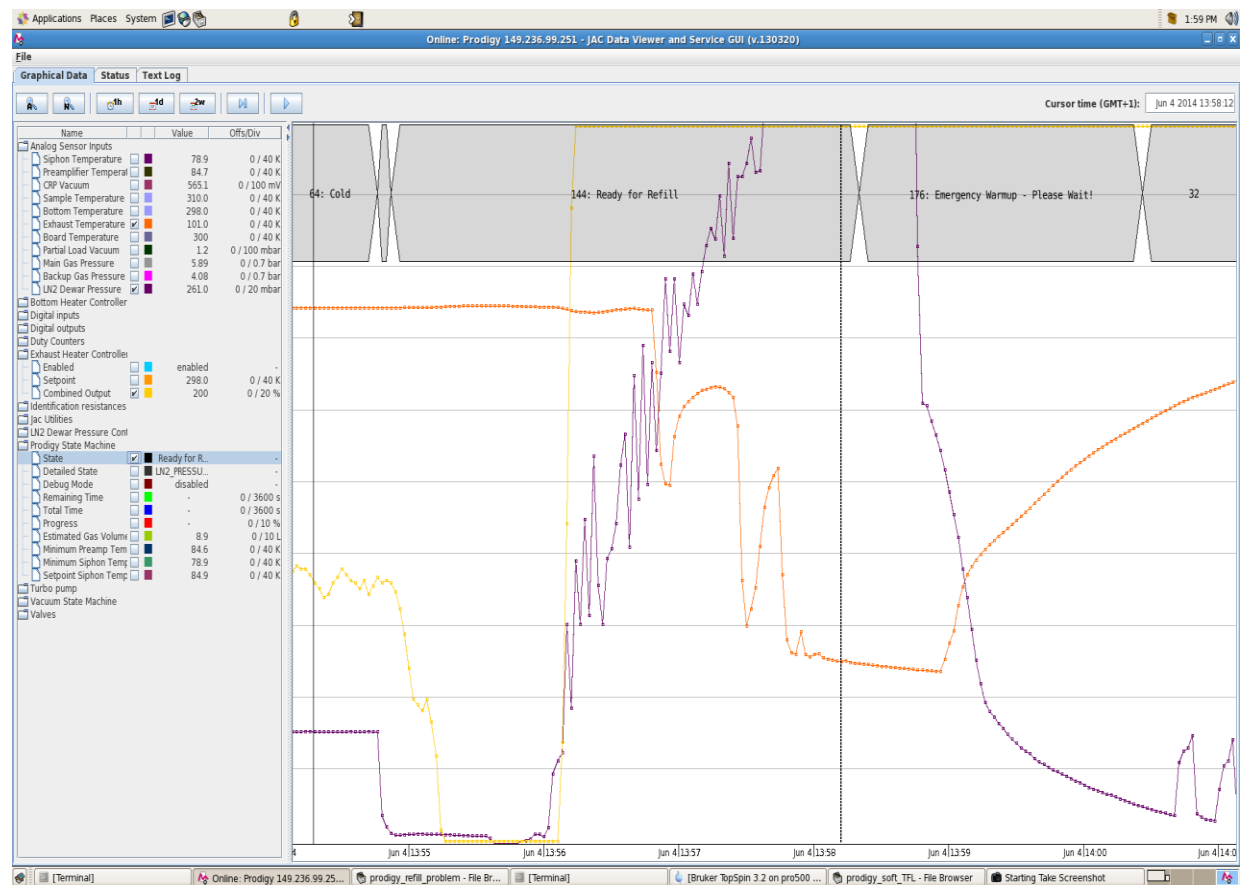 Applications Places System 1:59 PM
Online: Prodigy 149.236.99.251 - JAC Data Viewer and Service GUI (v.130320)
File
Graphical Data Status Text Log
A N 1h 1d 2w Cursor time (GMT+1): Jun 4 2014 13:58:12
Name Value Offs/Div
Analog Sensor Inputs
Siphon Temperature 78.9 0 / 40 K
Preamplifier Temperal 84.7 0 / 40 K
CRP Vacuum 565.1 0 / 100 mV
Sample Temperature 310.0 0 / 40 K
Bottom Temperature 298.0 0 / 40 K
Exhaust Temperature 101.0 0 / 40 K
Board Temperature 300 0 / 40 K
Partial Load Vacuum 1.2 0 / 100 mbar
Main Gas Pressure 5.89 0 / 0.7 bar
Backup Gas Pressure 4.08 0 / 0.7 bar
LN2 Dewar Pressure 261.0 0 / 20 mbar
Bottom Heater Controller
Digital inputs
Digital outputs
Duty Counters
Exhaust Heater Controller
Enabled enabled -
Setpoint 298.0 0 / 40 K
Combined Output 200 0 / 20 %
Identification resistances
Jac Utilities
LN2 Dewar Pressure Cont
Prodigy State Machine
State Ready for R... -
Detailed State LN2_PRESSU... -
Debug Mode disabled -
Remaining Time - 0 / 3600 s
Total Time - 0 / 3600 s
Progress - 0 / 10 %
Estimated Gas Volume 8.9 0 / 10 L
Minimum Preamp Tem 84.6 0 / 40 K
Minimum Siphon Temp 78.9 0 / 40 K
Setpoint Siphon Temp 84.9 0 / 40 K
Turbo pump
Vacuum State Machine
Valves
64: Cold 144: Ready for Refill 176: Emergency Warmup - Please Wait! 32
4 Jun 4 13:55 Jun 4 13:56 Jun 4 13:57 Jun 4 13:58 Jun 4 13:59 Jun 4 14:00 Jun 4 14:0
[Terminal] Online: Prodigy 149.236.99.25... prodigy_refill_problem - File Br... [Terminal] [Bruker TopSpin 3.2 on pro500 ... prodigy_soft_TFL - File Browser Starting Take Screenshot